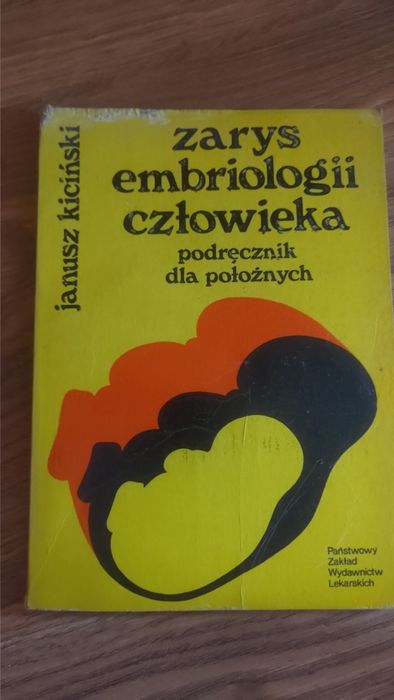 janusz kiciński
zarys
embriologii
człowieka
podręcznik
dla położnych
Państwowy
Zakład
Wydawnictw
Lekarskich